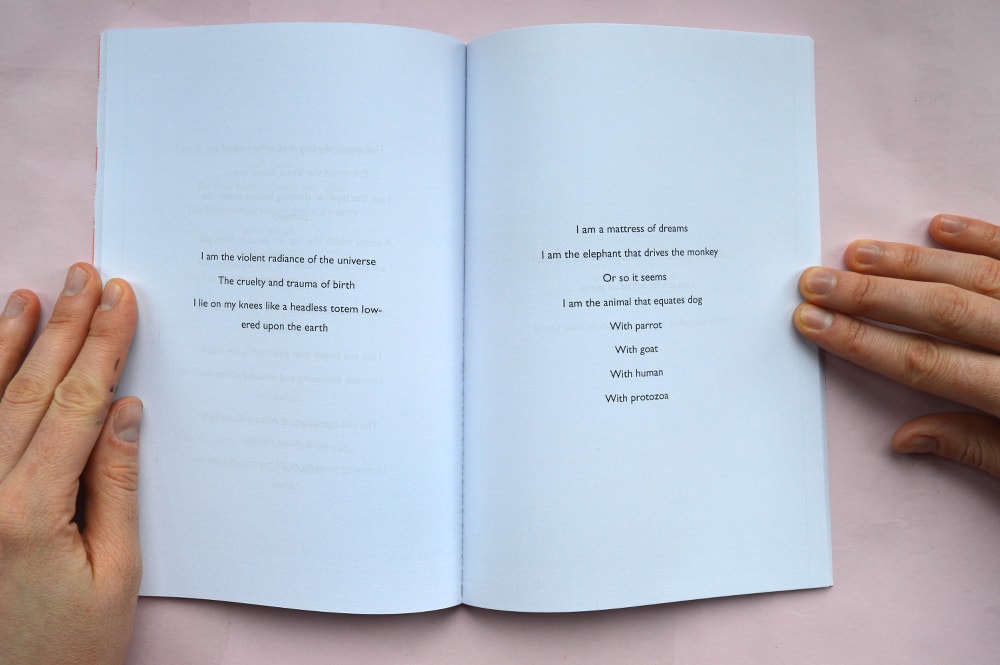 I am the violent radiance of the universe
The cruelty and trauma of birth
I lie on my knees like a headless totem low-
ered upon the earth
I am a mattress of dreams
I am the elephant that drives the monkey
Or so it seems
I am the animal that equates dog
With parrot
With goat
With human
With protozoa